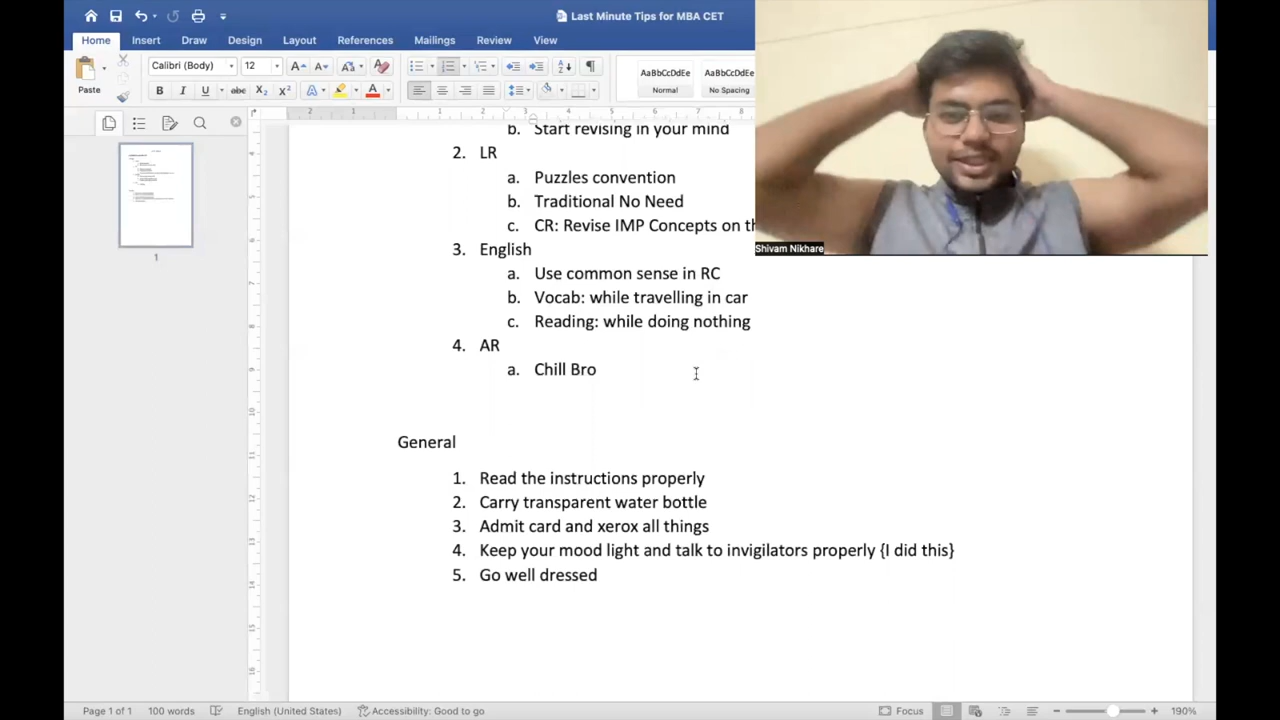 Last Minute Tips for MBA CET
Home Insert Draw Design Layout References Mailings Review View
Paste
Calibri (Body) 12
AaBbCcDdEe AaBbCcDdEe
Normal No Spacing
b. Start revising in your mind
2. LR
a. Puzzles convention
b. Traditional No Need
c. CR: Revise IMP Concepts on
Shivam Nikhare
3. English
a. Use common sense in RC
b. Vocab: while travelling in car
c. Reading: while doing nothing
4. AR
a. Chill Bro
1
General
1. Read the instructions properly
2. Carry transparent water bottle
3. Admit card and xerox all things
4. Keep your mood light and talk to invigilators properly {I did this}
5. Go well dressed
Page 1 of 1 100 words English (United States) Accessibility: Good to go Focus 190%